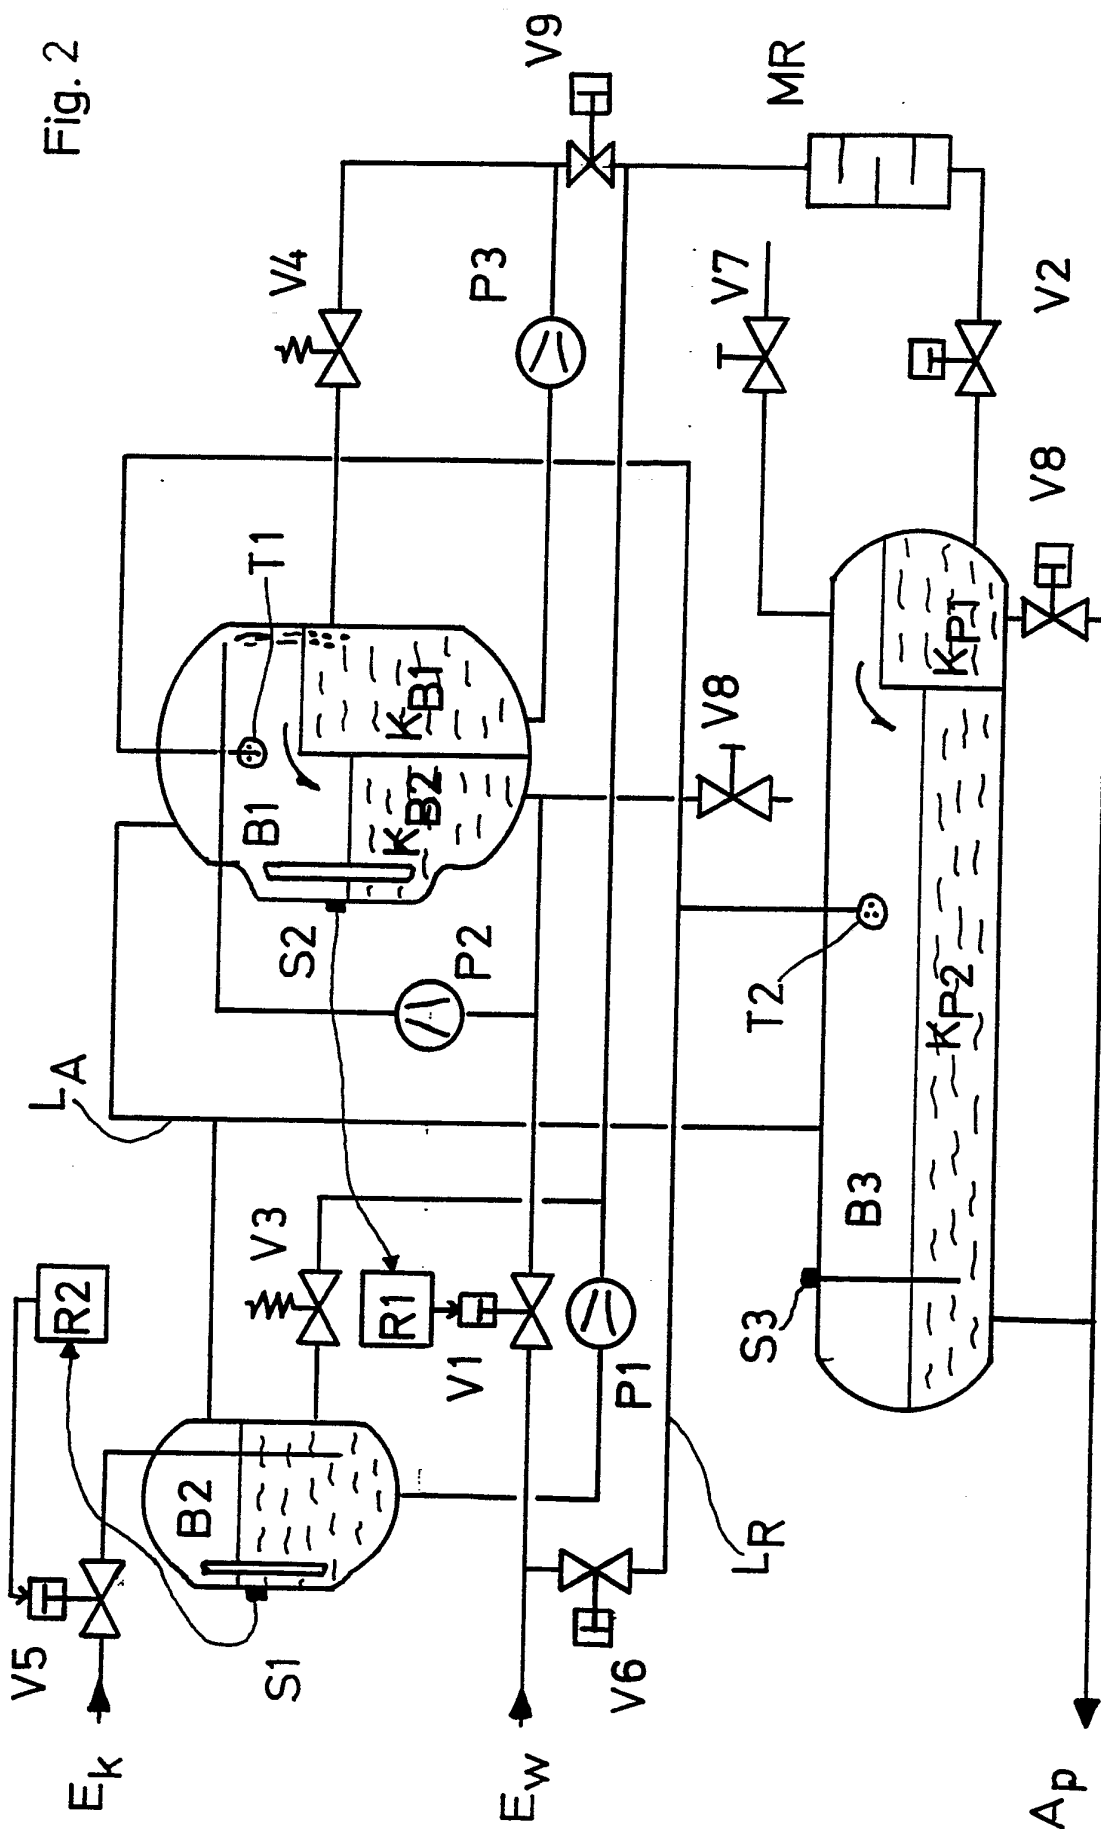 Fig. 2
V5
R2
L_A
E_k
B2
V3
B1
T1
V4
S1
S2
R1
K_B2
K_B1
V1
P2
P3
E_w
V9
V6
P1
V8
V7
L_R
S3
T2
MR
B3
K_P2
K_P1
V2
V8
A_p